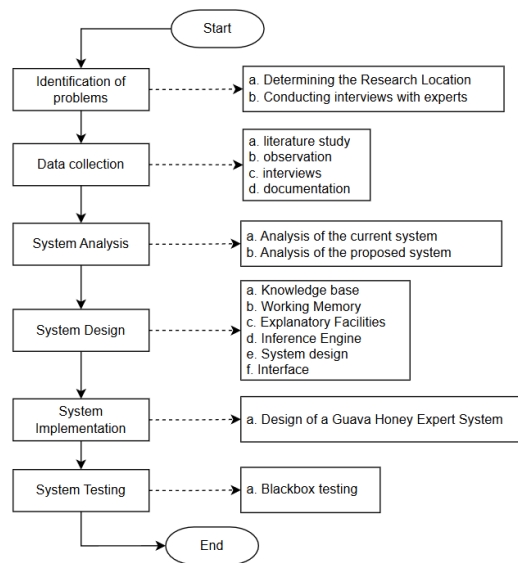 Start
Identification of
problems
a. Determining the Research Location
b. Conducting interviews with experts
Data collection
a. literature study
b. observation
c. interviews
d. documentation
System Analysis
a. Analysis of the current system
b. Analysis of the proposed system
System Design
a. Knowledge base
b. Working Memory
c. Explanatory Facilities
d. Inference Engine
e. System design
f. Interface
System
Implementation
a. Design of a Guava Honey Expert System
System Testing
a. Blackbox testing
End